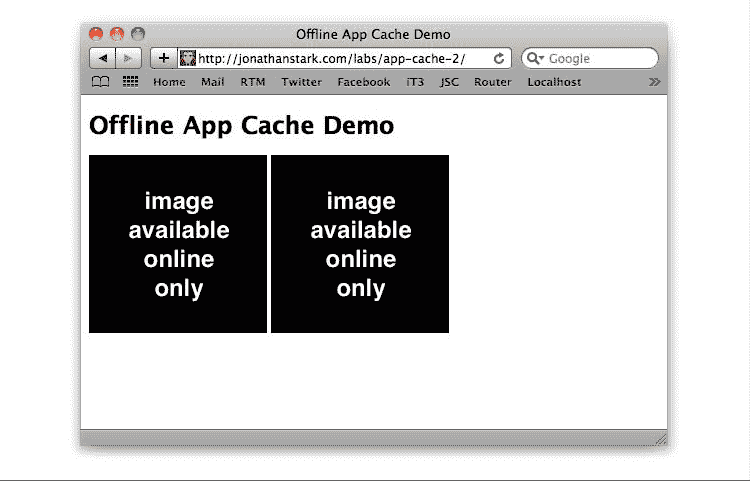 Offline App Cache Demo
http://jonathanstark.com/labs/app-cache-2/
Google
Home Mail RTM Twitter Facebook iT3 JSC Router Localhost
Offline App Cache Demo
image
available
online
only
image
available
online
only